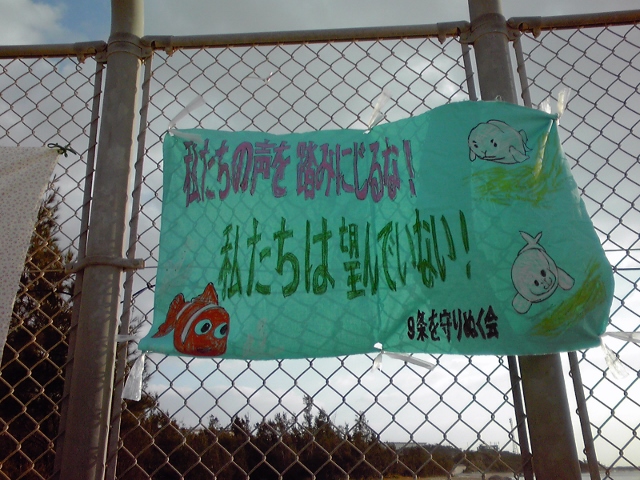 私たちの声を踏みにじるな！
私たちは望んでいない！
9条を守りぬく会